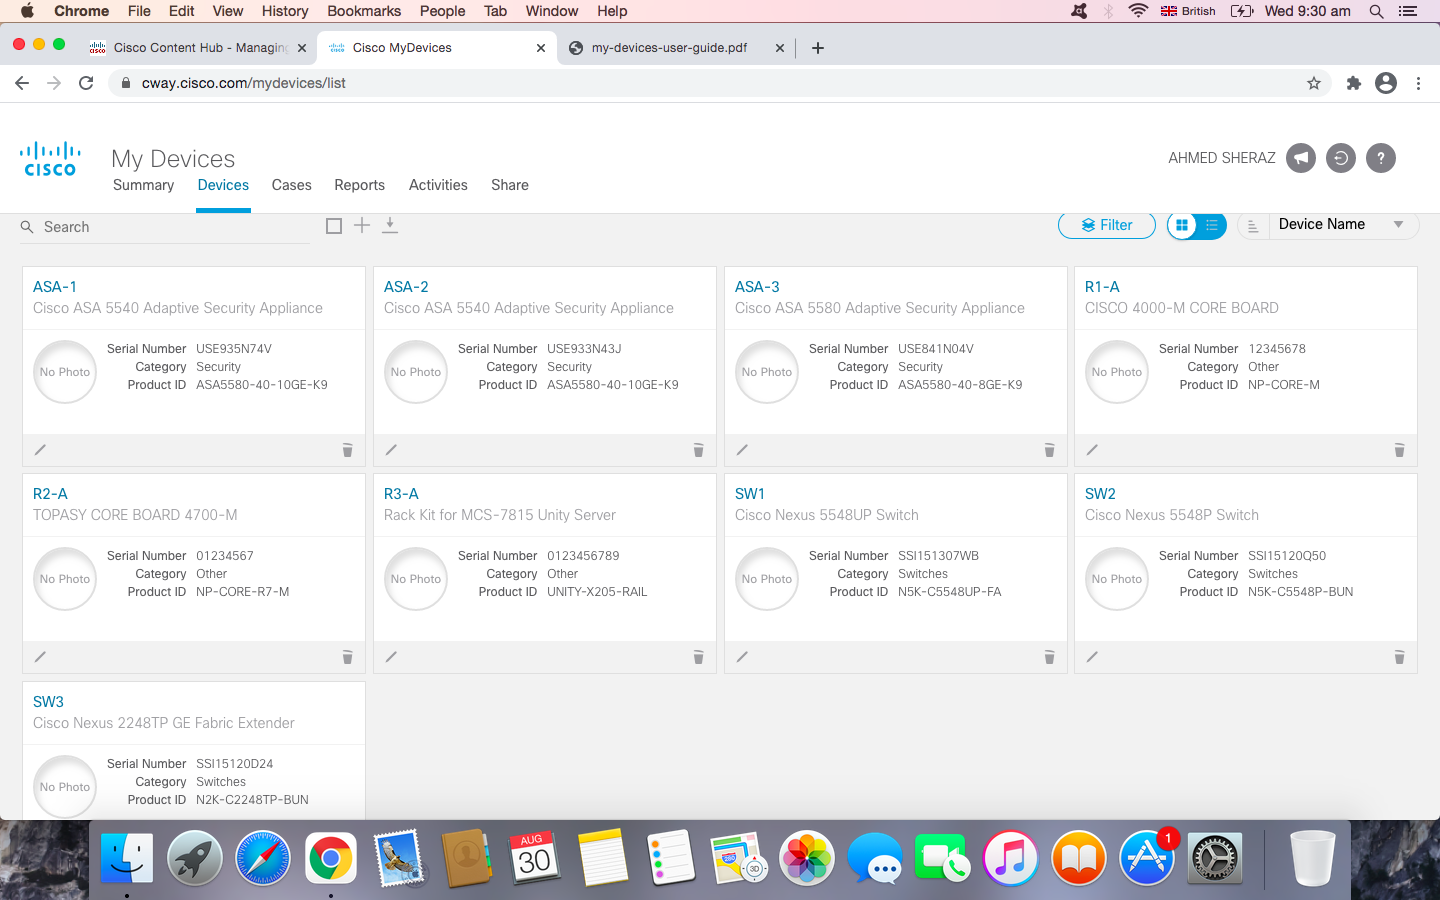 Chrome File Edit View History Bookmarks People Tab Window Help British Wed 9:30 am
Cisco Content Hub - Managing Cisco MyDevices my-devices-user-guide.pdf
cway.cisco.com/mydevices/list
CISCO
My Devices
AHMED SHERAZ ?
Summary Devices Cases Reports Activities Share
Search
Filter
Device Name
ASA-1
Cisco ASA 5540 Adaptive Security Appliance
No Photo
Serial Number USE935N74V
Category Security
Product ID ASA5580-40-10GE-K9
ASA-2
Cisco ASA 5540 Adaptive Security Appliance
No Photo
Serial Number USE933N43J
Category Security
Product ID ASA5580-40-10GE-K9
ASA-3
Cisco ASA 5580 Adaptive Security Appliance
No Photo
Serial Number USE841N04V
Category Security
Product ID ASA5580-40-8GE-K9
R1-A
CISCO 4000-M CORE BOARD
No Photo
Serial Number 12345678
Category Other
Product ID NP-CORE-M
R2-A
TOPASY CORE BOARD 4700-M
No Photo
Serial Number 01234567
Category Other
Product ID NP-CORE-R7-M
R3-A
Rack Kit for MCS-7815 Unity Server
No Photo
Serial Number 0123456789
Category Other
Product ID UNITY-X205-RAIL
SW1
Cisco Nexus 5548UP Switch
No Photo
Serial Number SSI151307WB
Category Switches
Product ID N5K-C5548UP-FA
SW2
Cisco Nexus 5548P Switch
No Photo
Serial Number SSI15120Q50
Category Switches
Product ID N5K-C5548P-BUN
SW3
Cisco Nexus 2248TP GE Fabric Extender
No Photo
Serial Number SSI15120D24
Category Switches
Product ID N2K-C2248TP-BUN
AUG
30
280
3D
1